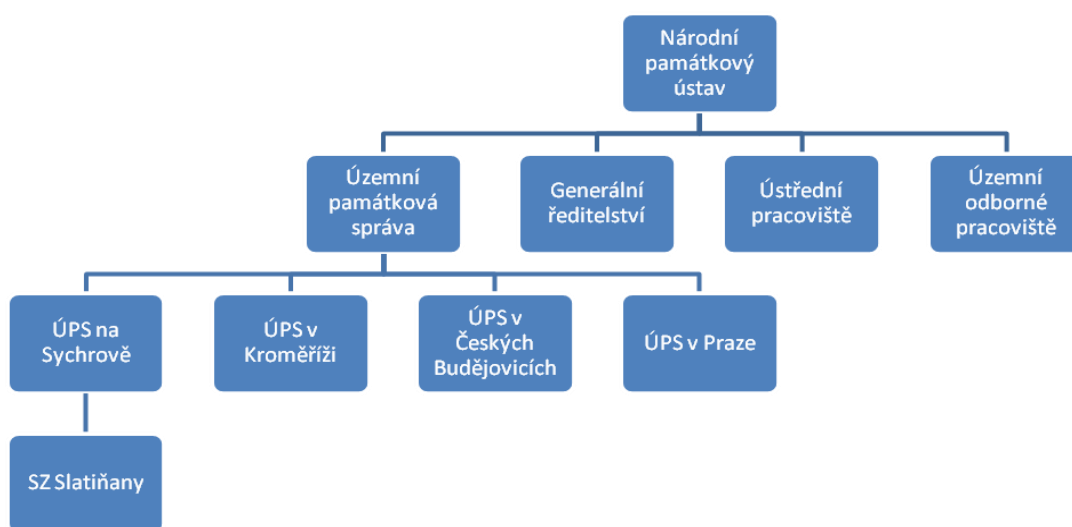 Národní
památkový
ústav
Územní
památková
správa
Generální
ředitelství
Ústřední
pracoviště
Územní
odborné
pracoviště
ÚPS na
Sychrově
ÚPS v
Kroměříži
ÚPS v
Českých
Budějovicích
ÚPS v Praze
SZ Slatiňany